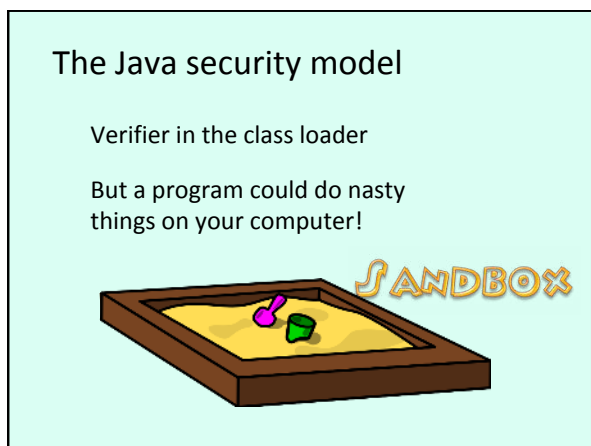 The Java security model
Verifier in the class loader
But a program could do nasty
things on your computer!
SANDBOX